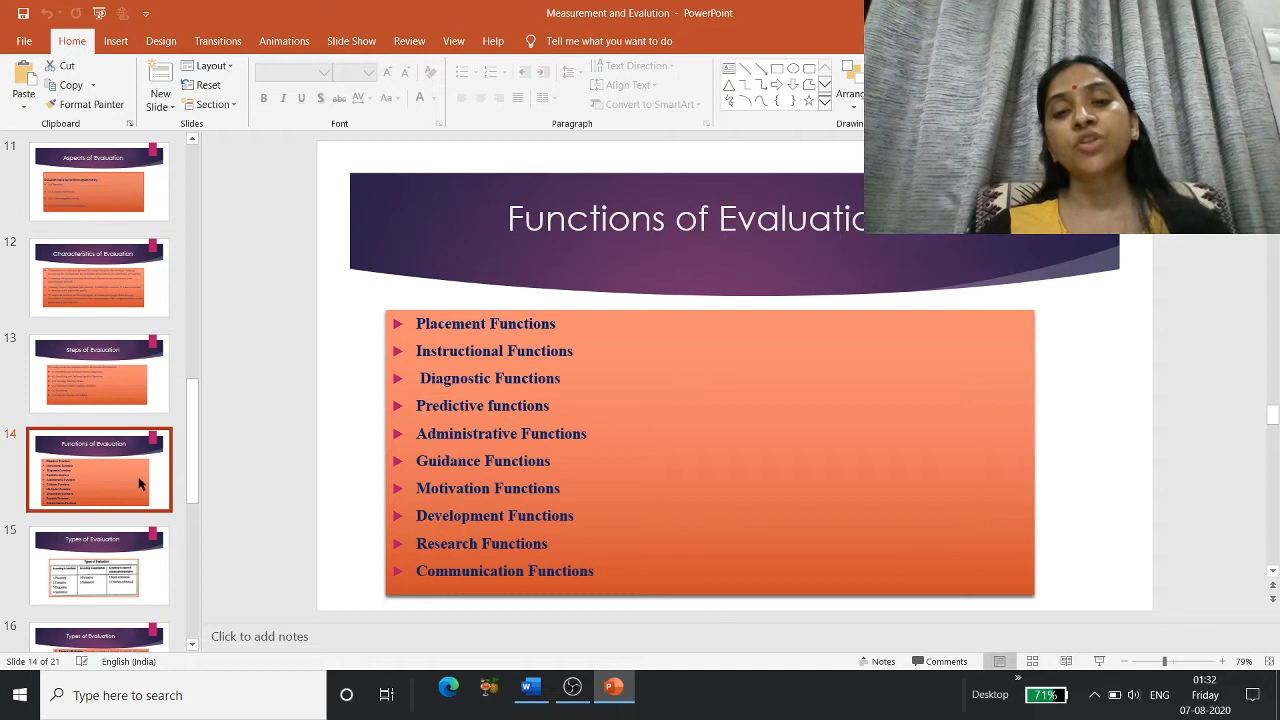 Measurement and Evaluation - PowerPoint
File Home Insert Design Transitions Animations Slide Show Review View Help Tell me what you want to do
Paste
Cut
Copy
Format Painter
Clipboard
New
Slide
Layout
Reset
Section
Slides
B I U S abc AV Aa A
Font
Text Direction
Align Text
Convert to SmartArt
Paragraph
Arrang
Drawin
11
Aspects of Evaluation
12
Characteristics of Evaluation
13
Steps of Evaluation
14
Functions of Evaluation
15
Types of Evaluation
16
Types of Evaluation
Functions of Evaluatio
Placement Functions
Instructional Functions
Diagnostic Functions
Predictive functions
Administrative Functions
Guidance Functions
Motivation Functions
Development Functions
Research Functions
Communication Functions
Click to add notes
Slide 14 of 21 English (India) Notes Comments 79%
Type here to search
Desktop
71%
ENG
01:32
Friday
07-08-2020